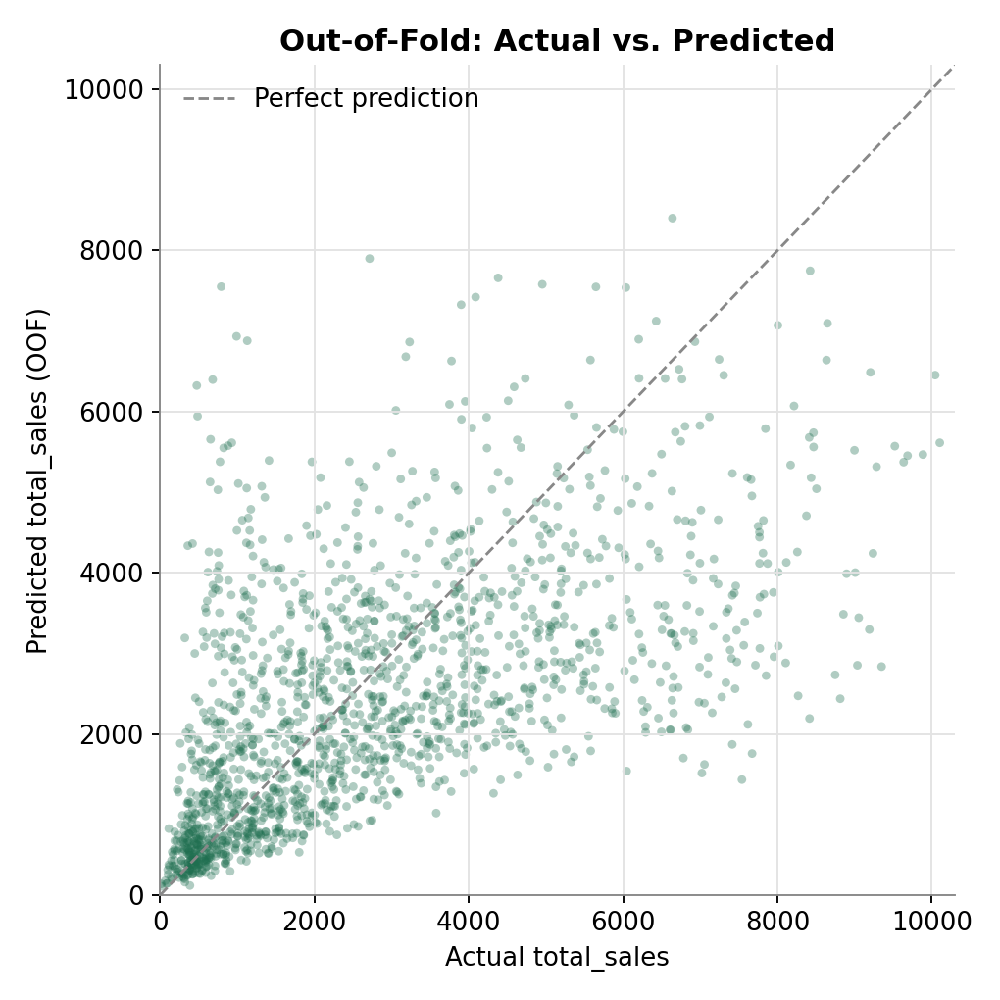 Out-of-Fold: Actual vs. Predicted
Perfect prediction
Predicted total_sales (OOF)
10000
8000
6000
4000
2000
0
0 2000 4000 6000 8000 10000
Actual total_sales